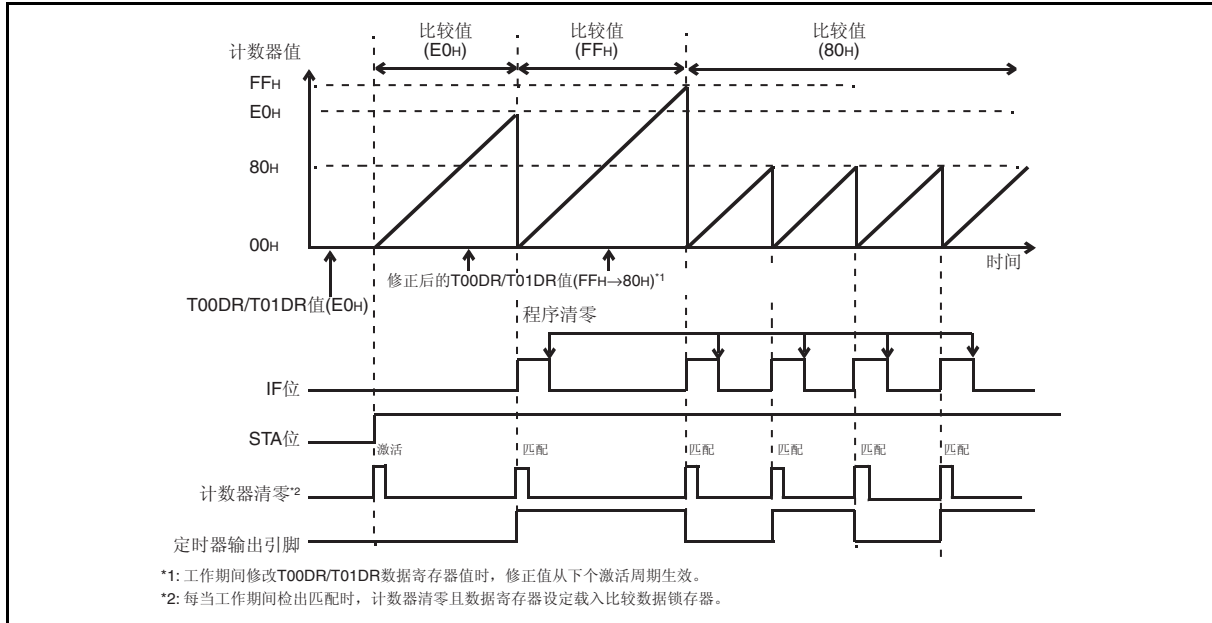 比较值
(E0H)
比较值
(FFH)
比较值
(80H)
计数器值
FFH
E0H
80H
00H
时间
修正后的T00DR/T01DR值(FFH→80H)*1
T00DR/T01DR值(E0H)
程序清零
IF位
STA位
激活
匹配
匹配
匹配
匹配
匹配
计数器清零*2
定时器输出引脚
*1: 工作期间修改T00DR/T01DR数据寄存器值时，修正值从下个激活周期生效。
*2: 每当工作期间检出匹配时，计数器清零且数据寄存器设定载入比较数据锁存器。